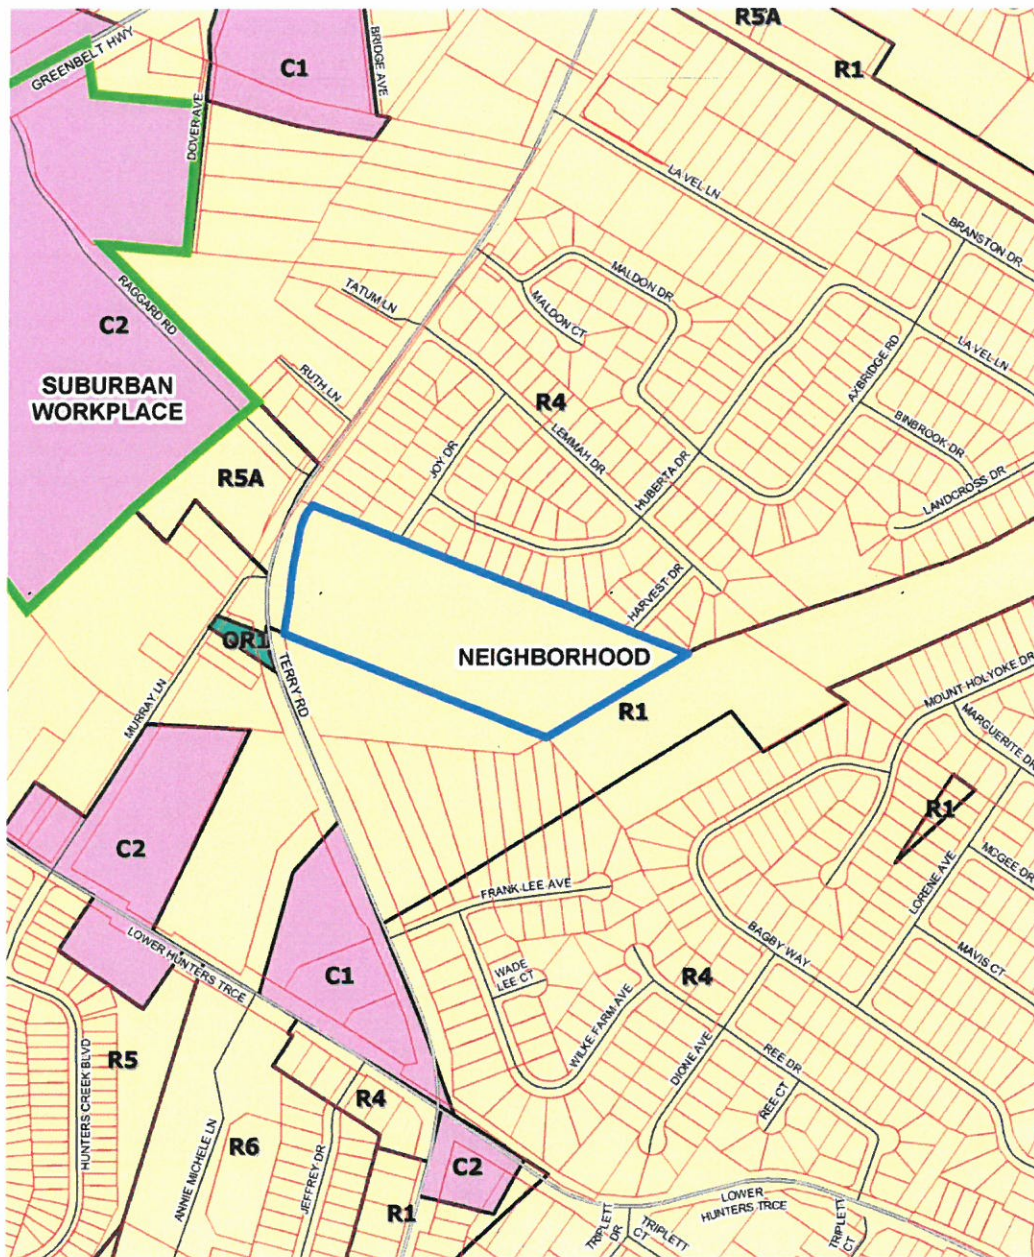 R5A
GREENBELT HWY
C1
BRIDGE AVE
R1
DOVER AVE
LA VEL LN
BRANSTON DR
TATUM LN
MALDON DR
MALDON CT
RAGGARD RD
C2
LA VEL LN
AXBRIDGE RD
SUBURBAN
WORKPLACE
RUTH LN
R4
BINBROOK DR
LEMMAH DR
JOY DR
HUBERTA DR
LANDCROSS DR
R5A
HARVEST DR
OR1
NEIGHBORHOOD
TERRY RD
MURRAY LN
R1
MOUNT HOLYOKE DR
MARGUERITE DR
R1
C2
MCGEE DR
LORENE AVE
FRANK LEE AVE
BAGBY WAY
MAVIS CT
LOWER HUNTERS TRCE
C1
WADE
LEE CT
R4
WILKE FARM AVE
DIONE AVE
REE DR
REE CT
HUNTERS CREEK BLVD
R5
R4
R6
ANNIE MICHELE LN
JEFFREY DR
C2
R1
LOWER
HUNTERS TRCE
TRIPLETT
DR
TRIPLETT
CT
TRIPLETT
CT